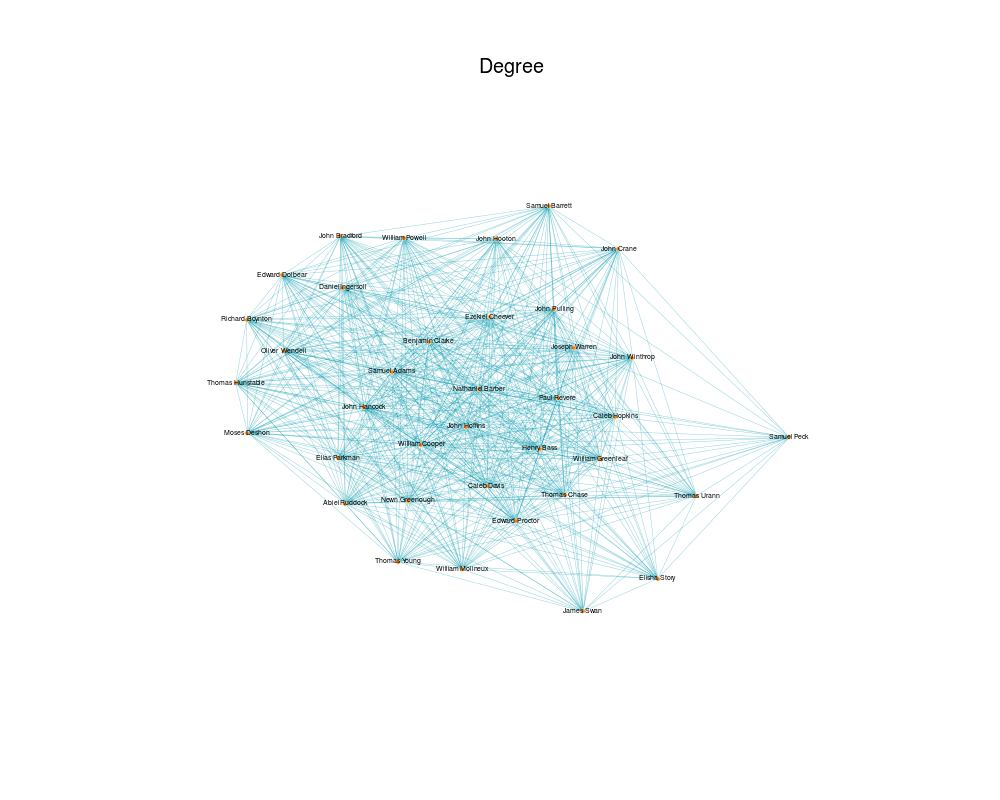 Degree
Samuel Barrett
John Bradford
William Powell
John Hooton
John Crane
Edward Dolbear
Daniel Ingersoll
John Pulling
Ezekiel Cheever
Richard Boynton
Benjamin Clarke
Joseph Warren
Oliver Wendell
John Winthrop
Samuel Adams
Thomas Hunstable
Nathaniel Barber
Paul Revere
John Hancock
Caleb Hopkins
John Hoffins
Moses Deshon
Samuel Peck
William Cooper
Henry Bass
Elias Parkman
William Greenleaf
Caleb Davis
Thomas Chase
Thomas Urann
Newn Greenough
Abiel Ruddock
Edward Proctor
Thomas Young
William Molineux
Elisha Story
James Swan